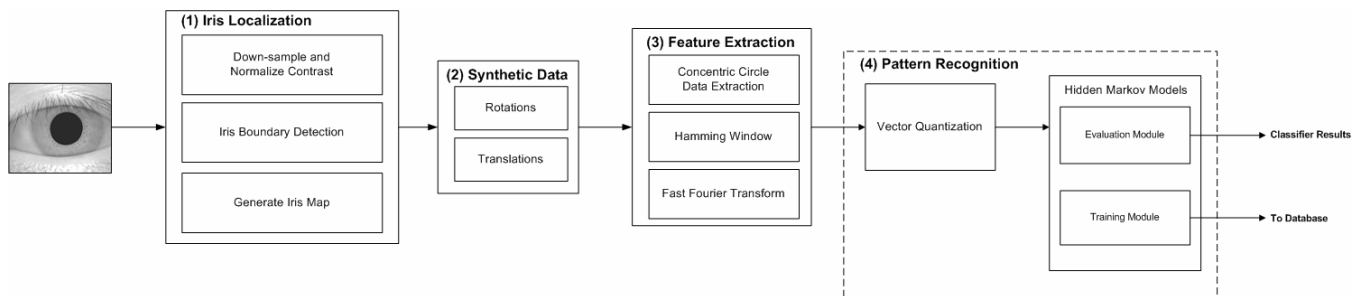 (1) Iris Localization
Down-sample and
Normalize Contrast
Iris Boundary Detection
Generate Iris Map
(2) Synthetic Data
Rotations
Translations
(3) Feature Extraction
Concentric Circle
Data Extraction
Hamming Window
Fast Fourier Transform
(4) Pattern Recognition
Vector Quantization
Hidden Markov Models
Evaluation Module
Training Module
Classifier Results
To Database